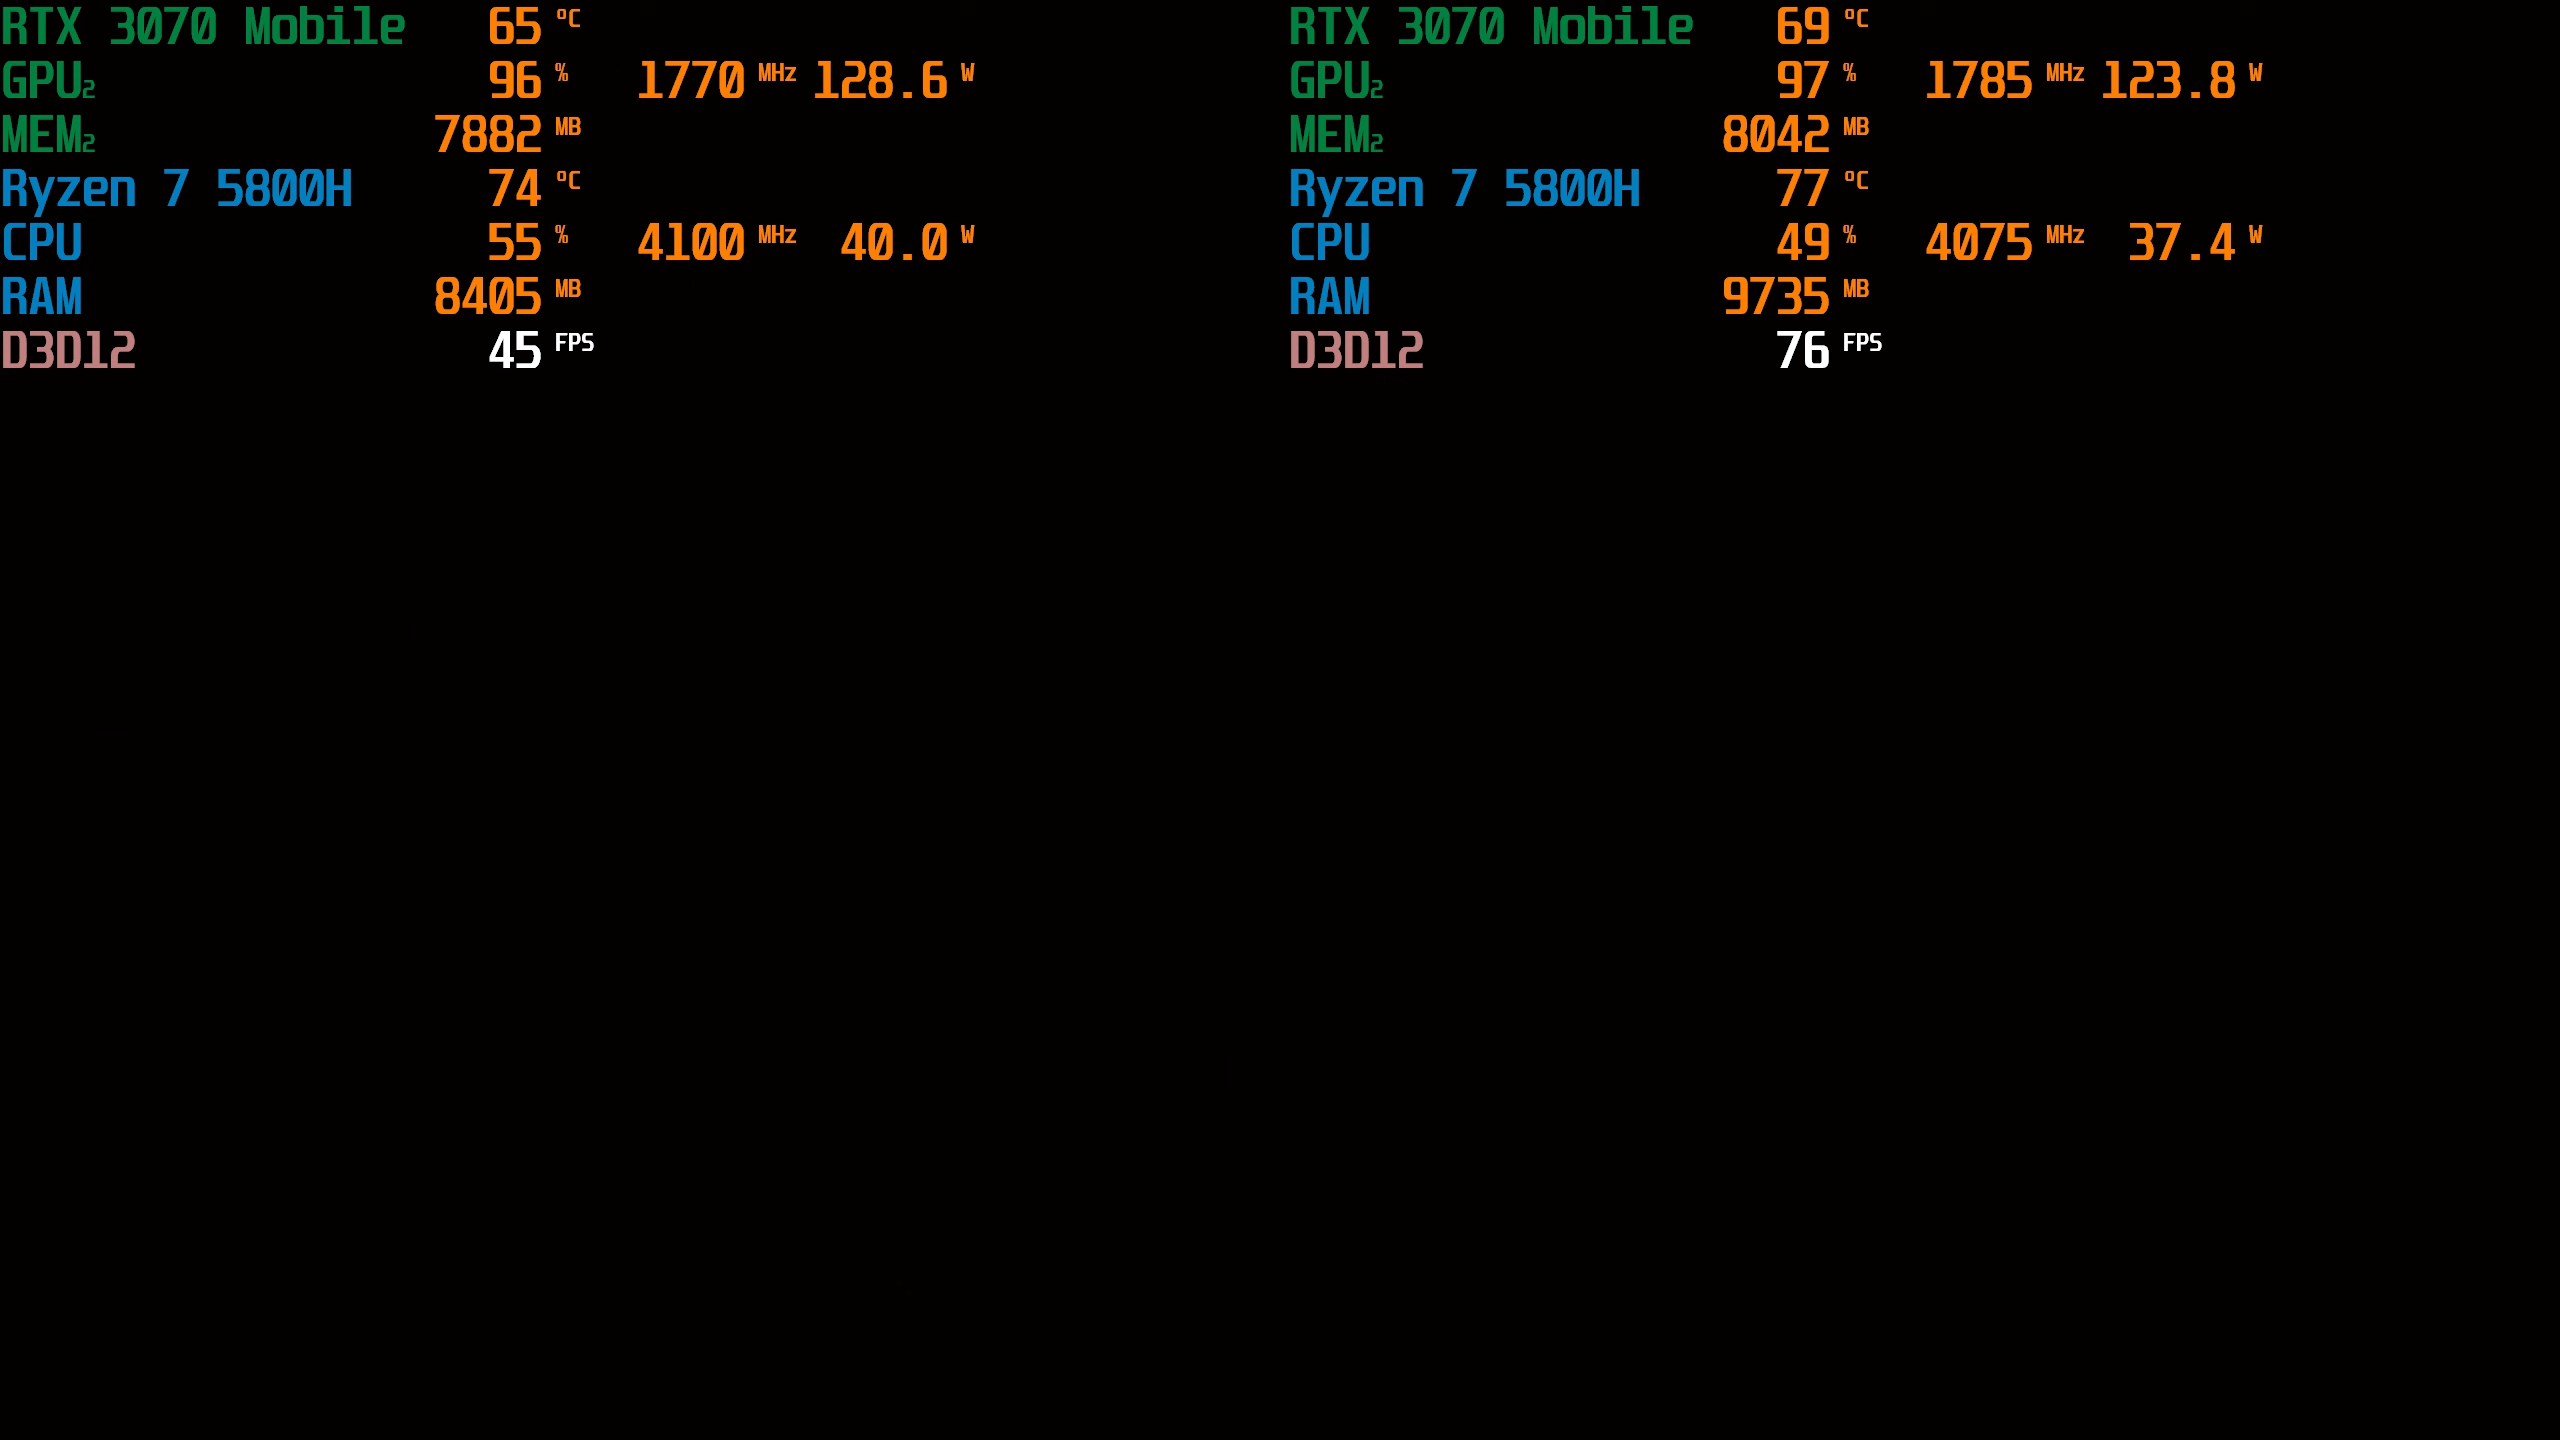 RTX 3070 Mobile 65 °C
GPU2 96 % 1770 MHz 128.6 W
MEM2 7882 MB
Ryzen 7 5800H 74 °C
CPU 55 % 4100 MHz 40.0 W
RAM 8405 MB
D3D12 45 FPS
RTX 3070 Mobile 69 °C
GPU2 97 % 1785 MHz 123.8 W
MEM2 8042 MB
Ryzen 7 5800H 77 °C
CPU 49 % 4075 MHz 37.4 W
RAM 9735 MB
D3D12 76 FPS